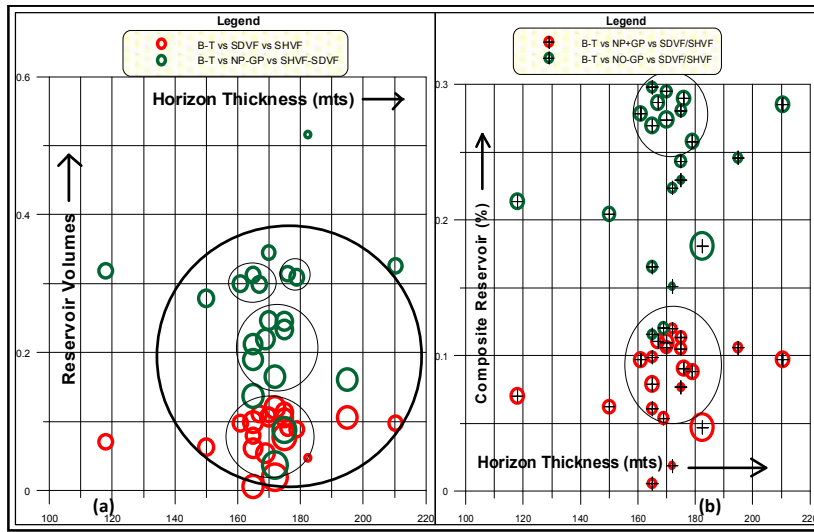 Legend
B-T vs SDVF vs SHVF
B-T vs NP-GP vs SHVF-SDVF
0.6
Horizon Thickness (mts)
Reservoir Volumes
0.4
0.2
0
(a)
100 120 140 160 180 200 220
Legend
B-T vs NP+GP vs SDVF/SHVF
B-T vs NO-GP vs SDVF/SHVF
0.3
Composite Reservoir (%)
0.2
0.1
Horizon Thickness (mts)
0
(b)
100 120 140 160 180 200 220